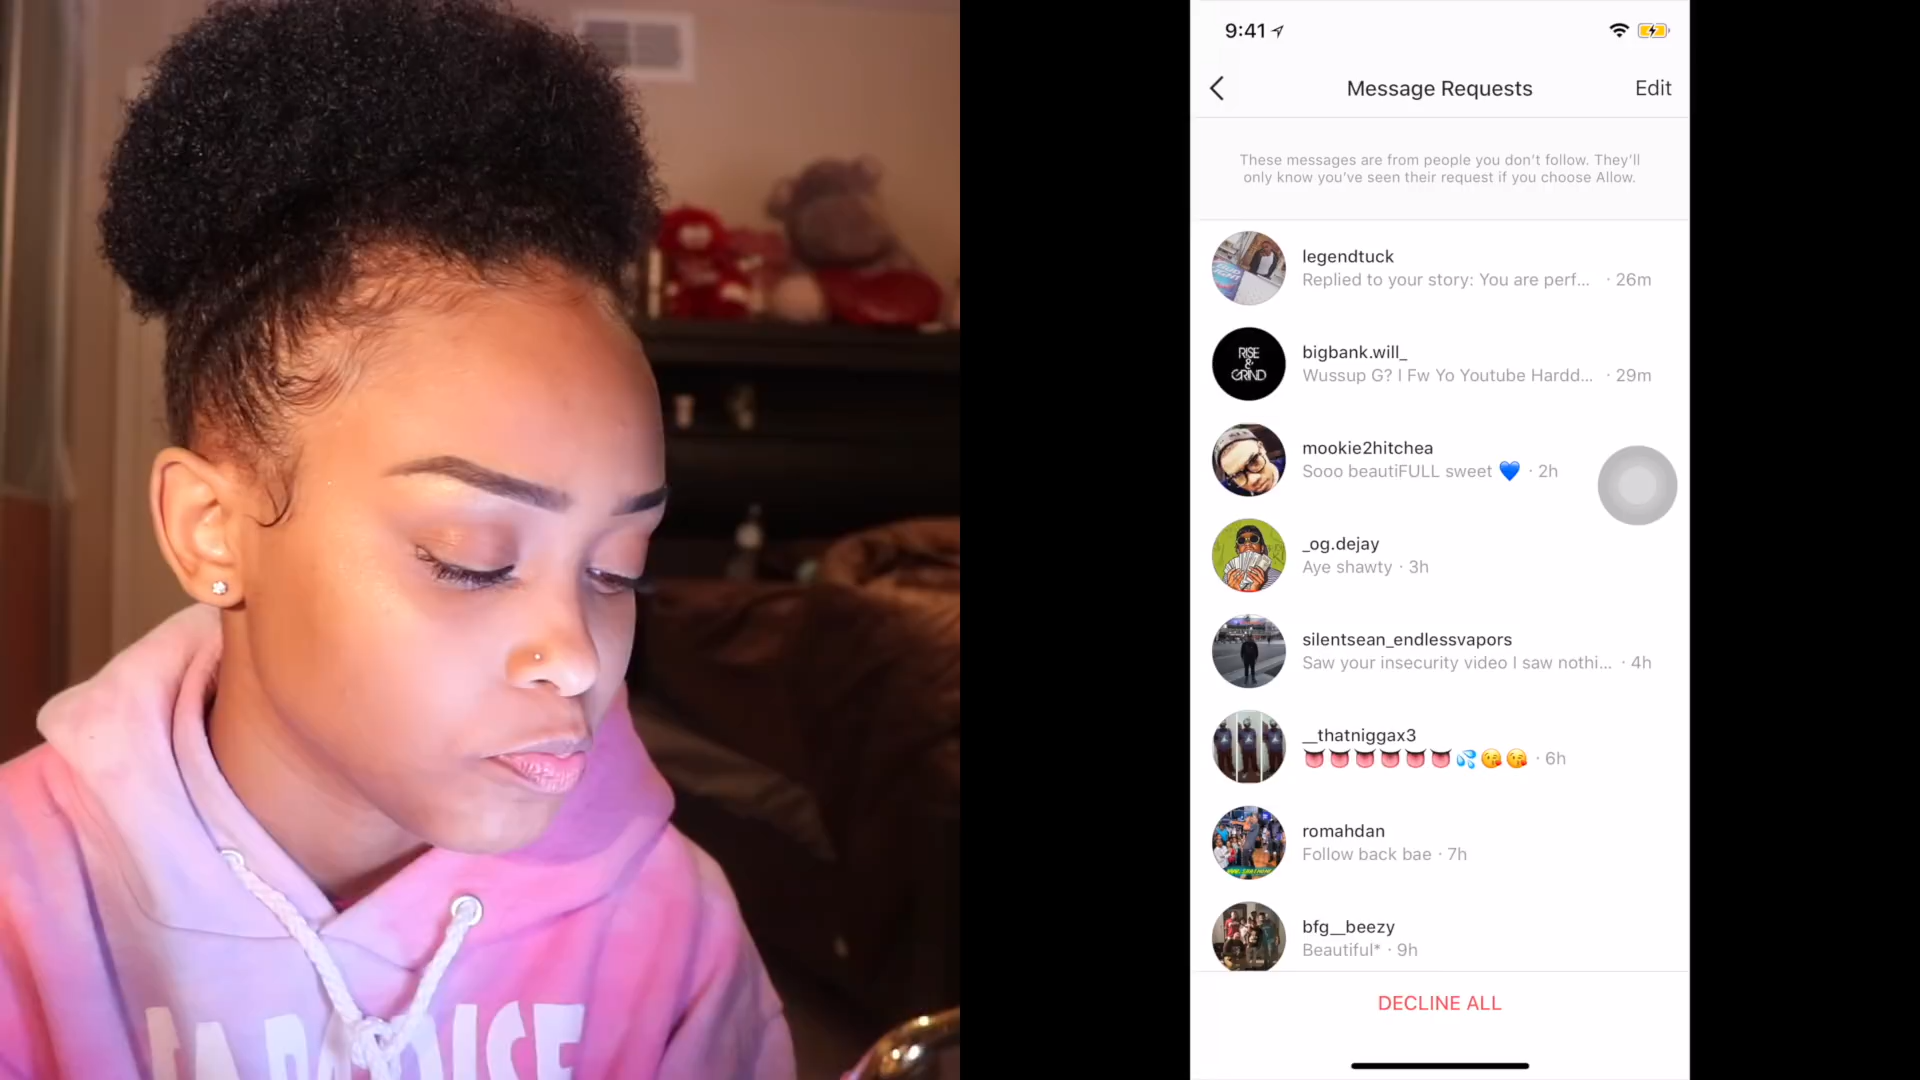 9:41
Message Requests
Edit
These messages are from people you don't follow. They'll
only know you've seen their request if you choose Allow.
legendtuck
Replied to your story: You are perf... · 26m
RISE
&
GRIND
bigbank.will_
Wussup G? I Fw Yo Youtube Hardd... · 29m
mookie2hitchea
Sooo beautiFULL sweet 💙 · 2h
_og.dejay
Aye shawty · 3h
silentsean_endlessvapors
Saw your insecurity video I saw nothi... · 4h
__thatniggax3
👅👅👅👅👅👅💦😘😘 · 6h
romahdan
Follow back bae · 7h
bfg__beezy
Beautiful* · 9h
DECLINE ALL